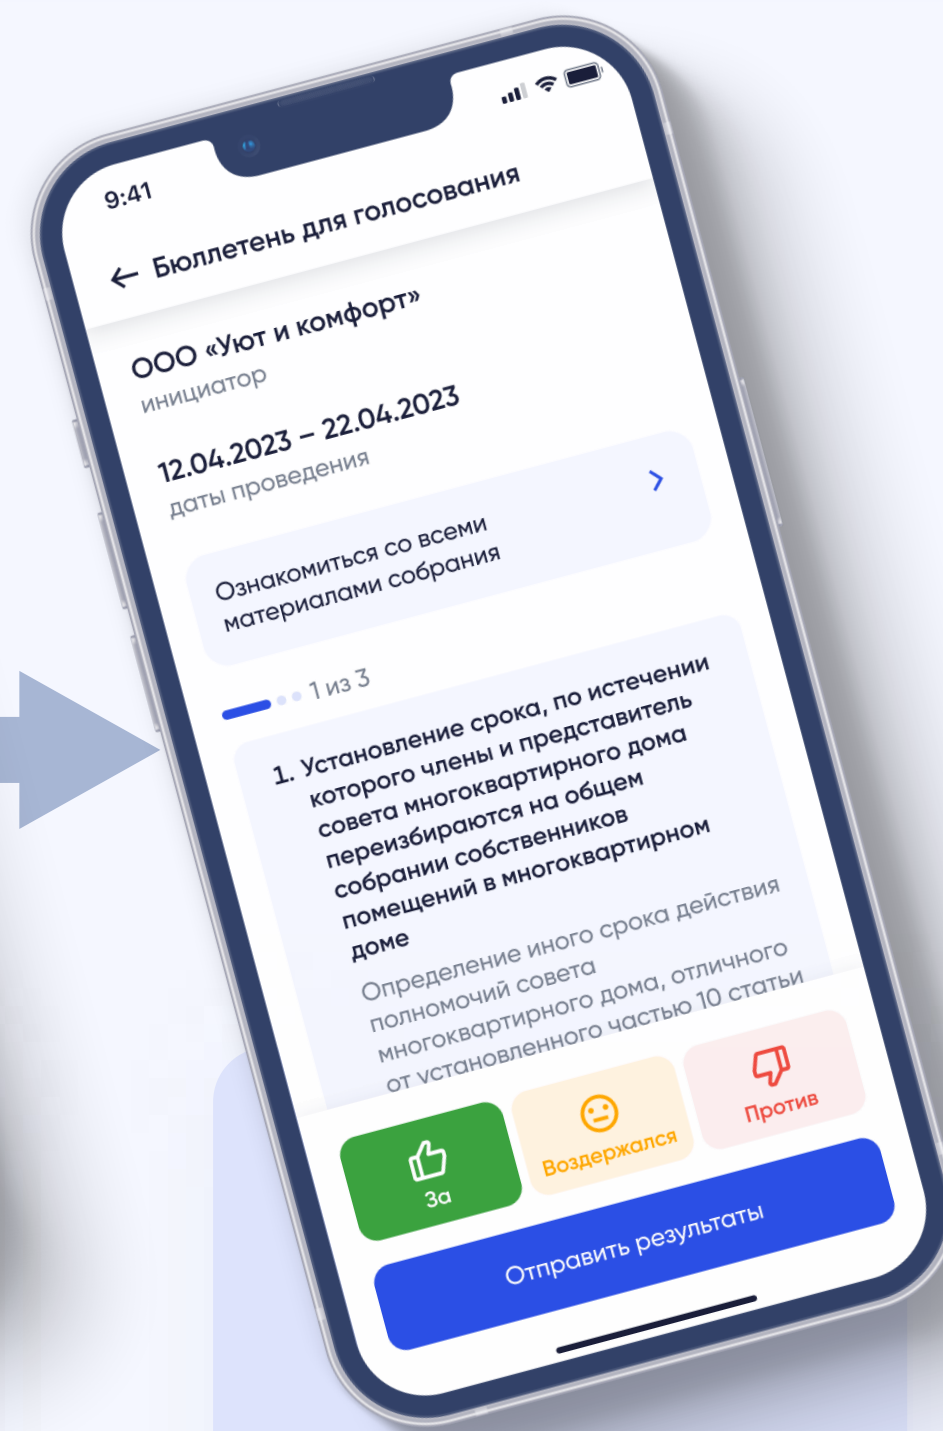 9:41
Бюллетень для голосования
ООО «Уют и комфорт»
инициатор
12.04.2023 – 22.04.2023
даты проведения
Ознакомиться со всеми
материалами собрания
1 из 3
1. Установление срока, по истечении
которого члены и представитель
совета многоквартирного дома
переизбираются на общем
собрании собственников
помещений в многоквартирном
доме
Определение иного срока действия
полномочий совета
многоквартирного дома, отличного
от установленного частью 10 статьи
За
Воздержался
Против
Отправить результаты